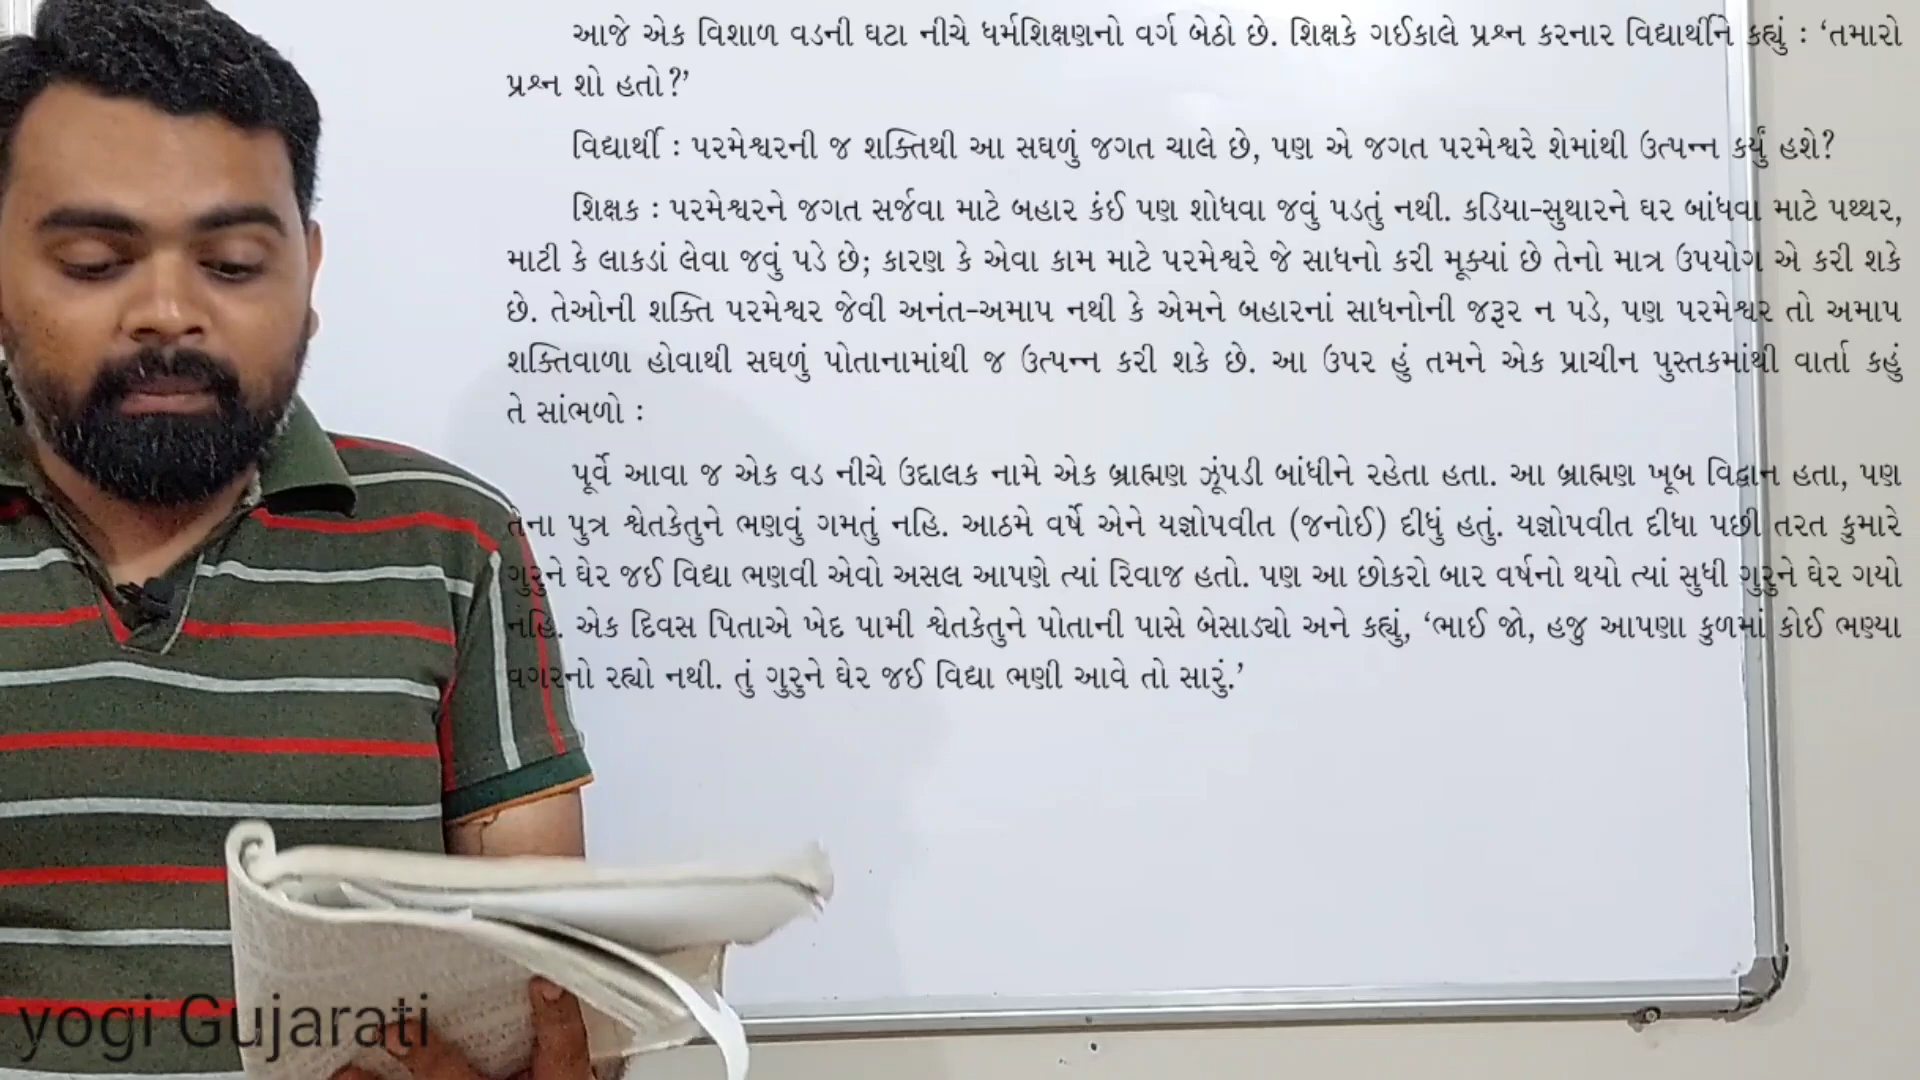 આજે એક વિશાળ વડની ઘટા નીચે ધર્મશિક્ષણનો વર્ગ બેઠો છે. શિક્ષકે ગઈકાલે પ્રશ્ન કરનાર વિદ્યાર્થીને કહ્યું : ‘તમારો
પ્રશ્ન શો હતો?’
વિદ્યાર્થી : પરમેશ્વરની જ શક્તિથી આ સઘળું જગત ચાલે છે, પણ એ જગત પરમેશ્વરે શેમાંથી ઉત્પન્ન કર્યું હશે?
શિક્ષક : પરમેશ્વરને જગત સર્જવા માટે બહાર કંઈ પણ શોધવા જવું પડતું નથી. કડિયા-સુથારને ઘર બાંધવા માટે પથ્થર,
માટી કે લાકડાં લેવા જવું પડે છે; કારણ કે એવા કામ માટે પરમેશ્વરે જે સાધનો કરી મૂક્યાં છે તેનો માત્ર ઉપયોગ એ કરી શકે
છે. તેઓની શક્તિ પરમેશ્વર જેવી અનંત-અમાપ નથી કે એમને બહારનાં સાધનોની જરૂર ન પડે, પણ પરમેશ્વર તો અમાપ
શક્તિવાળા હોવાથી સઘળું પોતાનામાંથી જ ઉત્પન્ન કરી શકે છે. આ ઉપર હું તમને એક પ્રાચીન પુસ્તકમાંથી વાર્તા કહું
તે સાંભળો :
પૂર્વે આવા જ એક વડ નીચે ઉદ્દાલક નામે એક બ્રાહ્મણ ઝૂંપડી બાંધીને રહેતા હતા. આ બ્રાહ્મણ ખૂબ વિદ્વાન હતા, પણ
તેના પુત્ર શ્વેતકેતુને ભણવું ગમતું નહિ. આઠમે વર્ષે એને યજ્ઞોપવીત (જનોઈ) દીધું હતું. યજ્ઞોપવીત દીધા પછી તરત કુમારે
ગુરુને ઘેર જઈ વિદ્યા ભણવી એવો અસલ આપણે ત્યાં રિવાજ હતો. પણ આ છોકરો બાર વર્ષનો થયો ત્યાં સુધી ગુરુને ઘેર ગયો
નહિ. એક દિવસ પિતાએ ખેદ પામી શ્વેતકેતુને પોતાની પાસે બેસાડ્યો અને કહ્યું, ‘ભાઈ જો, હજુ આપણા કુળમાં કોઈ ભણ્યા
વગરનો રહ્યો નથી. તું ગુરુને ઘેર જઈ વિદ્યા ભણી આવે તો સારું.’
yogi Gujarati